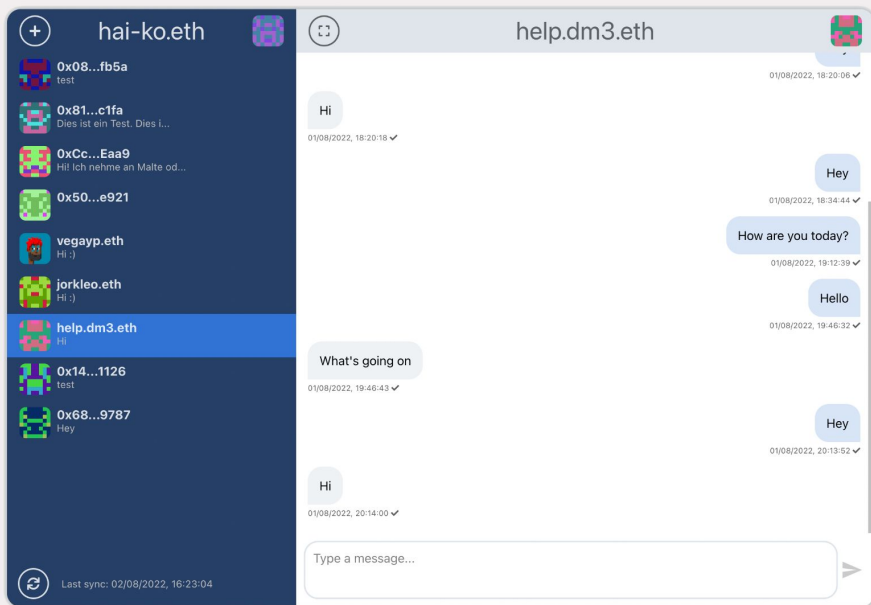 hai-ko.eth
0x08...fb5a
test
0x81...c1fa
Dies ist ein Test. Dies i...
0xCc...Eaa9
Hi! Ich nehme an Malte od...
0x50...e921
vegayp.eth
Hi :)
jorkleo.eth
Hi :)
help.dm3.eth
Hi
0x14...1126
test
0x68...9787
Hey
Last sync: 02/08/2022, 16:23:04
help.dm3.eth
01/08/2022, 18:20:06
Hi
01/08/2022, 18:20:18
Hey
01/08/2022, 18:34:44
How are you today?
01/08/2022, 19:12:39
Hello
01/08/2022, 19:46:32
What's going on
01/08/2022, 19:46:43
Hey
01/08/2022, 20:13:52
Hi
01/08/2022, 20:14:00
Type a message...